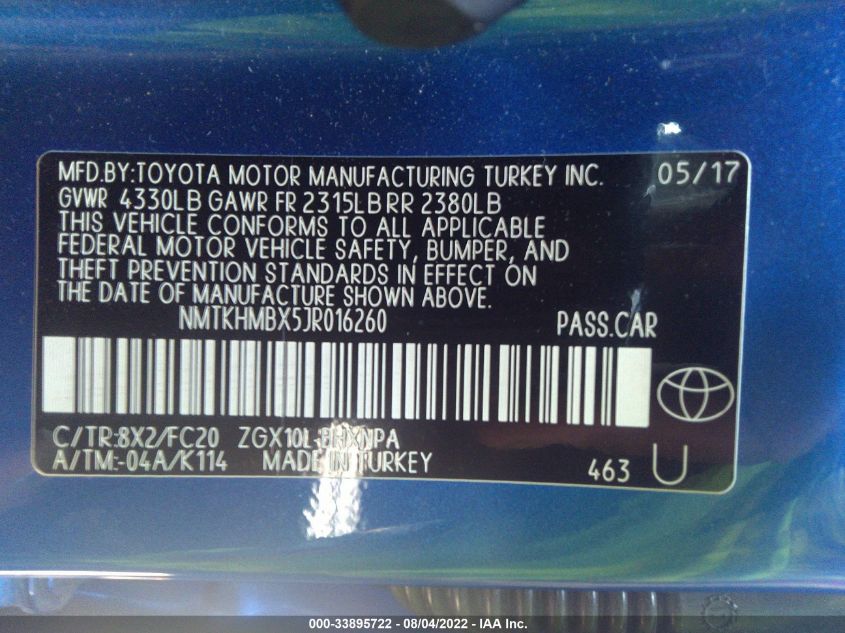 MFD.BY:TOYOTA MOTOR MANUFACTURING TURKEY INC. 05/17
GVWR 4330LB GAWR FR 2315LB RR 2380LB
THIS VEHICLE CONFORMS TO ALL APPLICABLE
FEDERAL MOTOR VEHICLE SAFETY, BUMPER, AND
THEFT PREVENTION STANDARDS IN EFFECT ON
THE DATE OF MANUFACTURE SHOWN ABOVE.
NMTKHMBX5JR016260 PASS.CAR
C/TR:8X2/FC20 ZGX10L-BHXNPA
A/TM:-04A/K114 MADE IN TURKEY 463 U
000-33895722 - 08/04/2022 - IAA Inc.